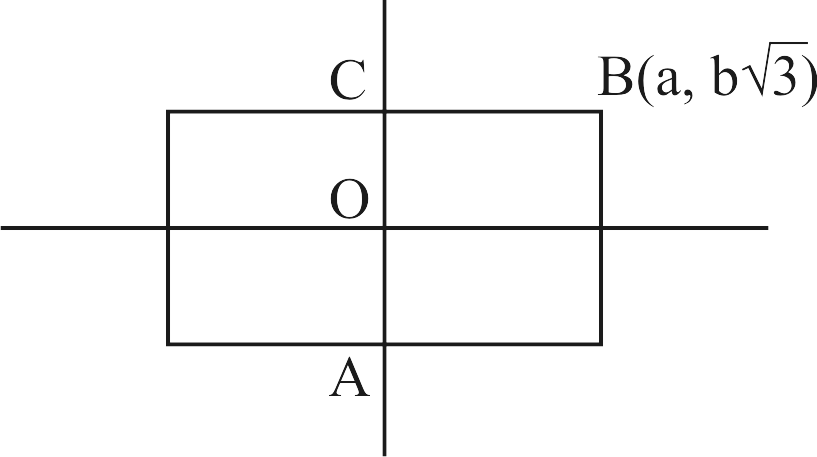 C B(a, b√3)
O
A